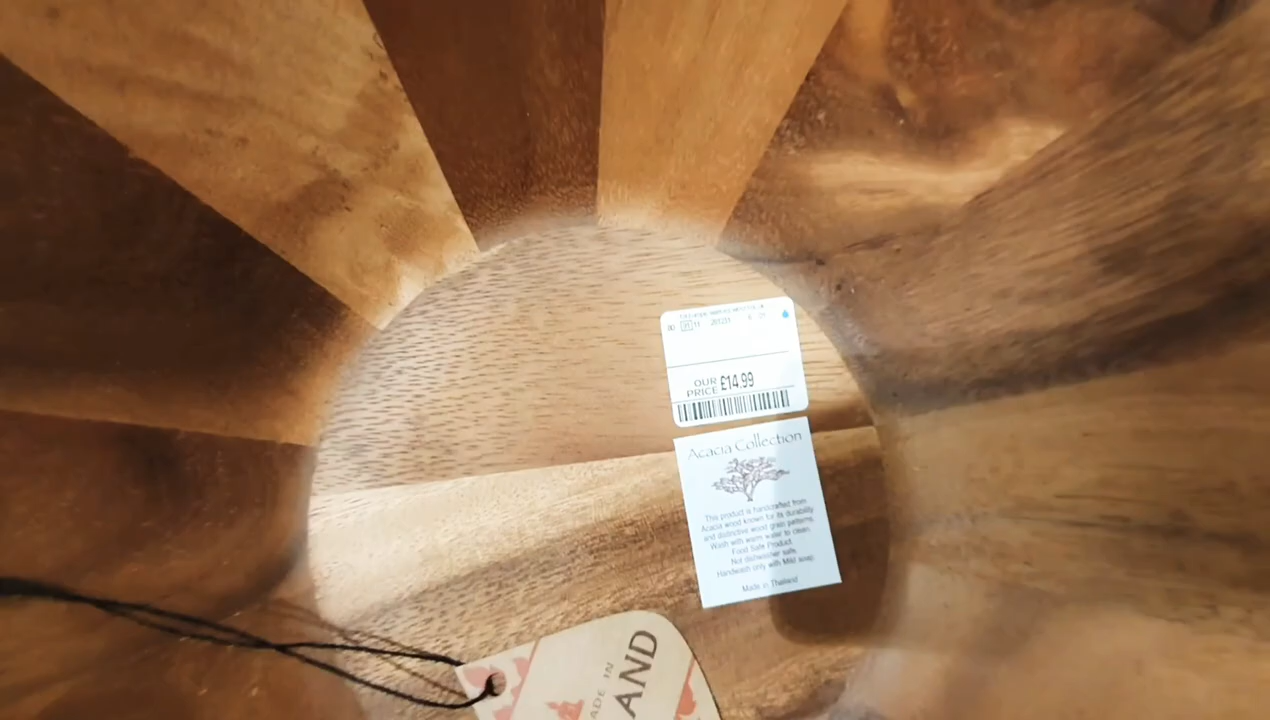 OUR
PRICE £14.99
Acacia Collection
This product is handcrafted from
Acacia wood known for its durability
and distinctive wood grain patterns.
Wash with warm water to clean.
Food Safe Product.
Not dishwasher safe.
Handwash only with Mild soap.
Made in Thailand
ADE IN
AND